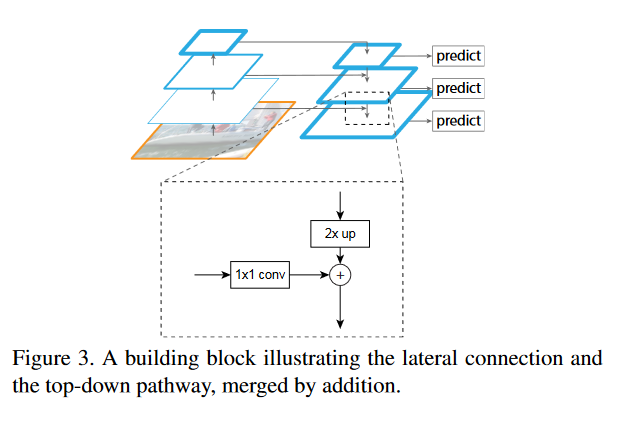 predict
predict
predict
2x up
1x1 conv
+
Figure 3. A building block illustrating the lateral connection and
the top-down pathway, merged by addition.